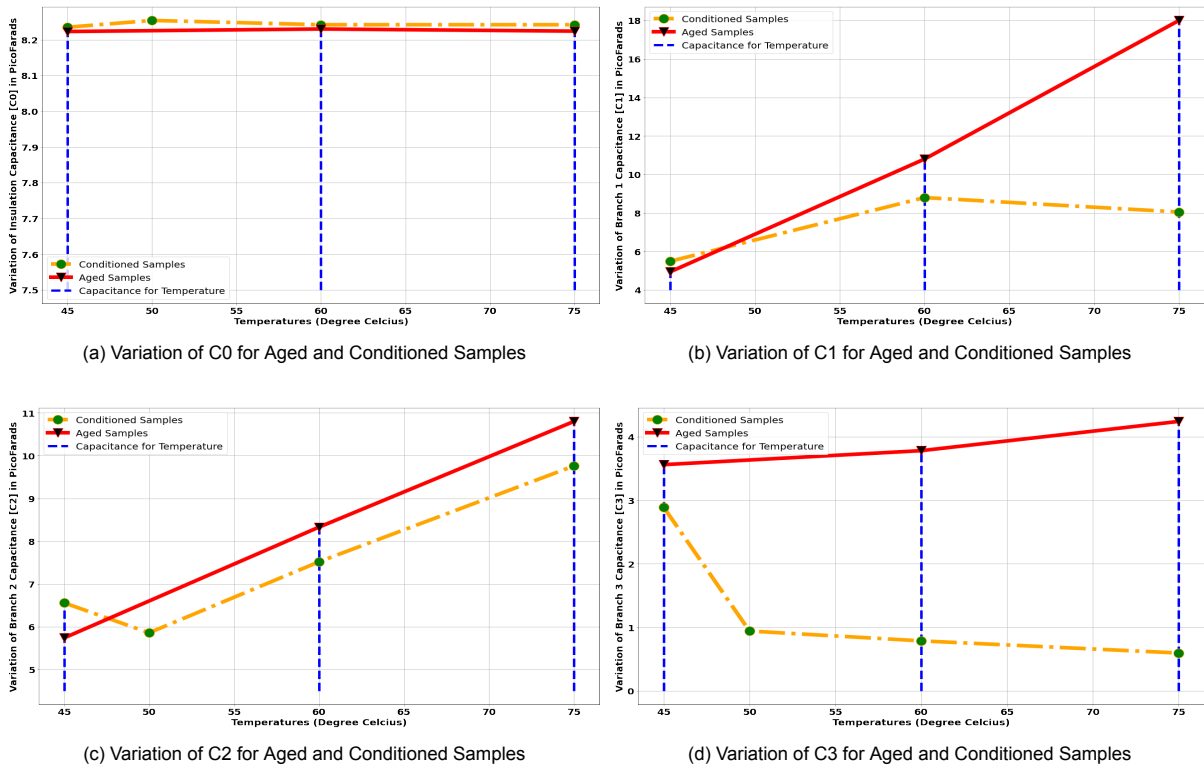 Variation of Insulation Capacitance [C0] in PicoFarads
8.2
8.1
8.0
7.9
7.8
7.7
7.6
7.5
Conditioned Samples
Aged Samples
Capacitance for Temperature
45 50 55 60 65 70 75
Temperatures (Degree Celcius)
(a) Variation of C0 for Aged and Conditioned Samples
Variation of Branch 1 Capacitance [C1] in PicoFarads
18
16
14
12
10
8
6
4
Conditioned Samples
Aged Samples
Capacitance for Temperature
45 50 55 60 65 70 75
Temperatures (Degree Celcius)
(b) Variation of C1 for Aged and Conditioned Samples
Variation of Branch 2 Capacitance [C2] in PicoFarads
11
10
9
8
7
6
5
Conditioned Samples
Aged Samples
Capacitance for Temperature
45 50 55 60 65 70 75
Temperatures (Degree Celcius)
(c) Variation of C2 for Aged and Conditioned Samples
Variation of Branch 3 Capacitance [C3] in PicoFarads
4
3
2
1
0
Conditioned Samples
Aged Samples
Capacitance for Temperature
45 50 55 60 65 70 75
Temperatures (Degree Celcius)
(d) Variation of C3 for Aged and Conditioned Samples